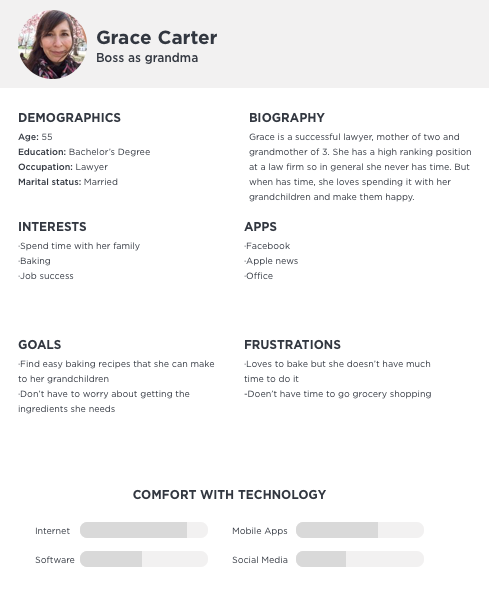 Grace Carter
Boss as grandma
DEMOGRAPHICS
Age: 55
Education: Bachelor's Degree
Occupation: Lawyer
Marital status: Married
BIOGRAPHY
Grace is a successful lawyer, mother of two and
grandmother of 3. She has a high ranking position
at a law firm so in general she never has time. But
when has time, she loves spending it with her
grandchildren and make them happy.
INTERESTS
·Spend time with her family
·Baking
·Job success
APPS
·Facebook
·Apple news
·Office
GOALS
·Find easy baking recipes that she can make
to her grandchildren
·Don't have to worry about getting the
ingredients she needs
FRUSTRATIONS
·Loves to bake but she doesn't have much
time to do it
-Doen't have time to go grocery shopping
COMFORT WITH TECHNOLOGY
Internet
Mobile Apps
Software
Social Media